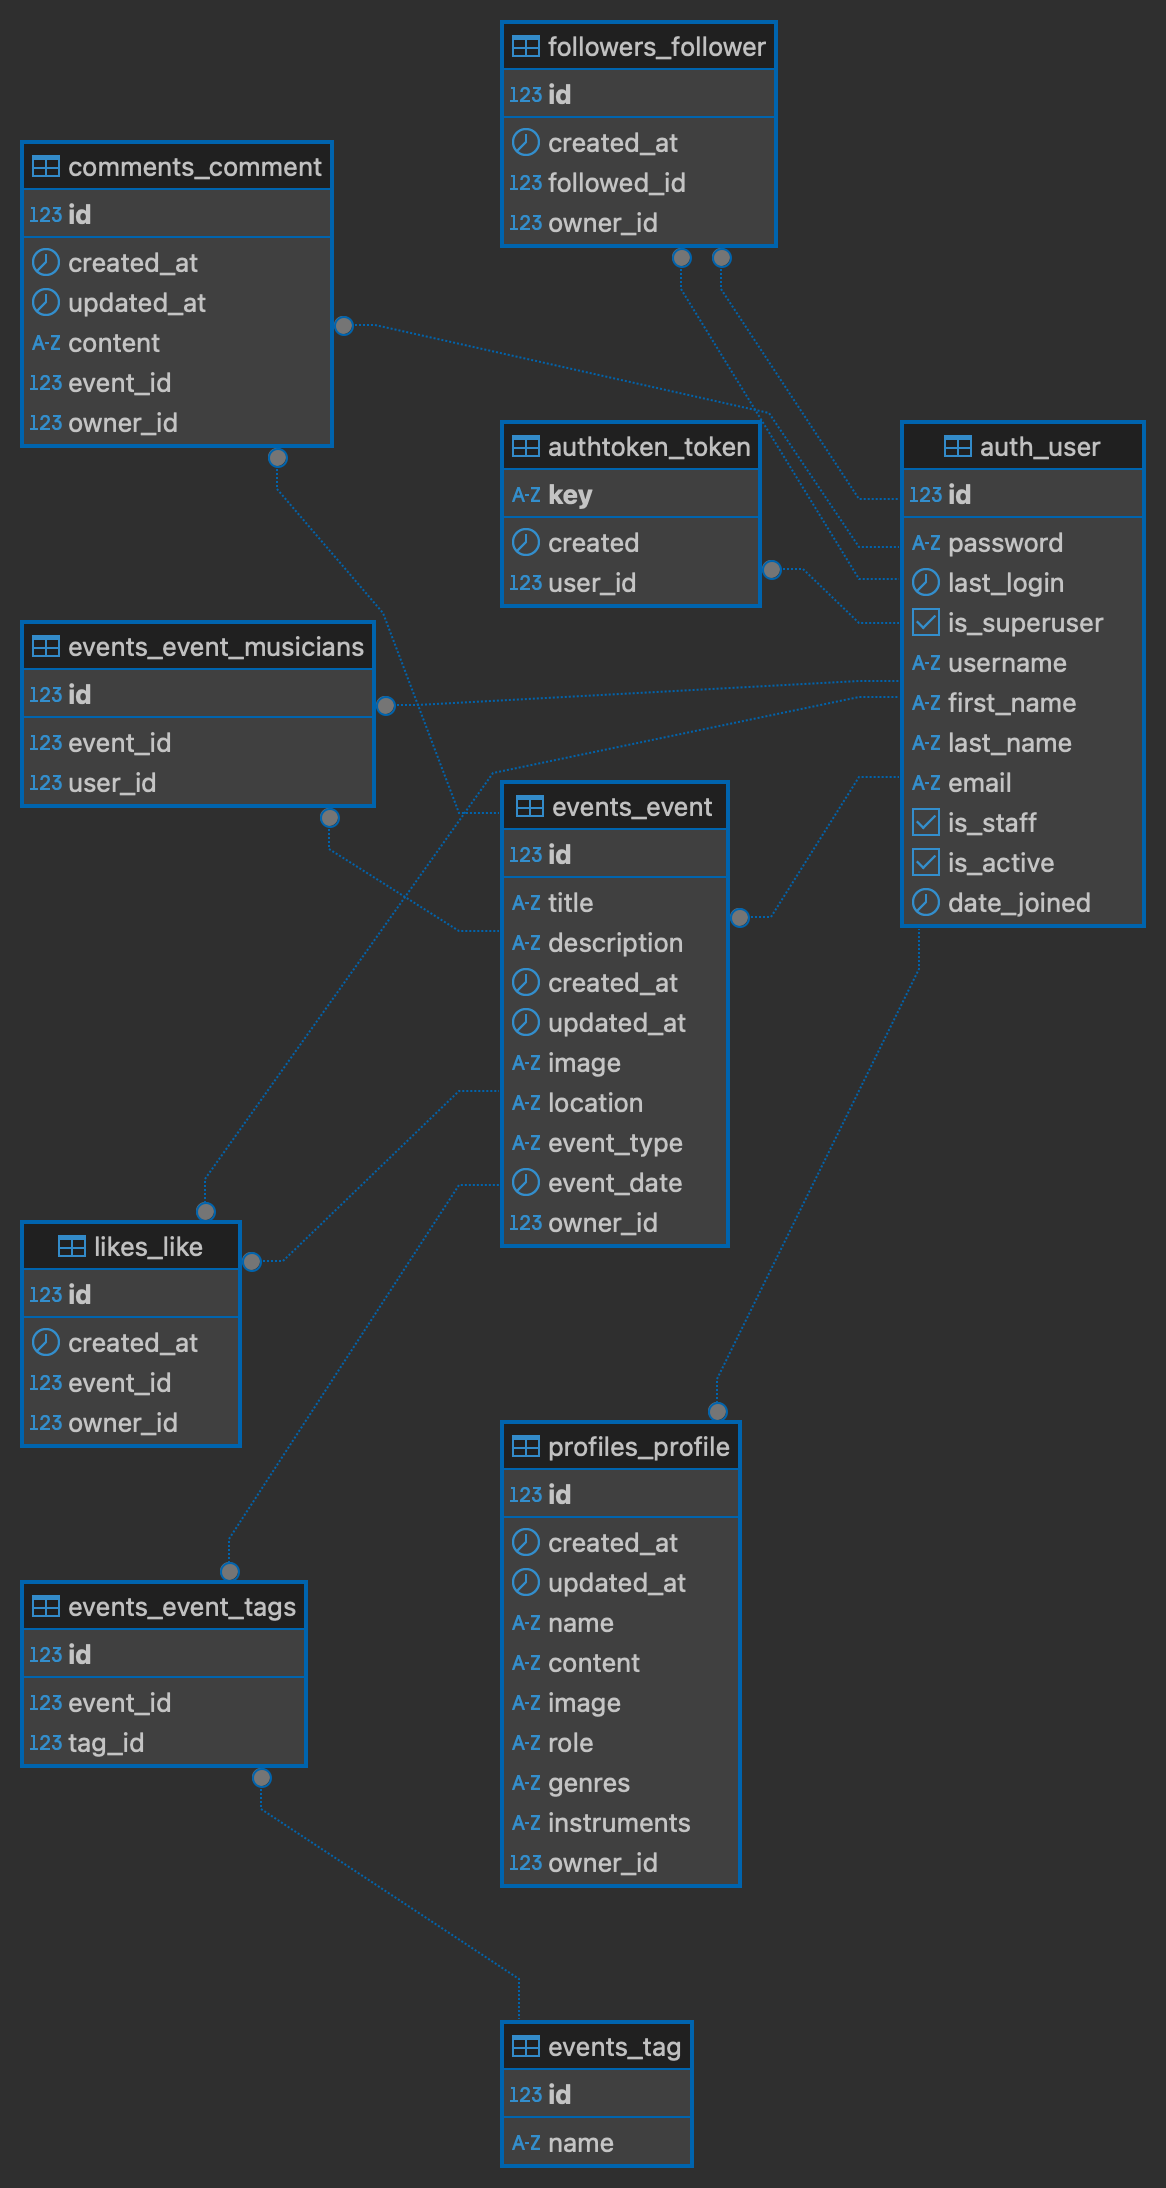 followers_follower
123 id
created_at
123 followed_id
123 owner_id
comments_comment
123 id
created_at
updated_at
A-Z content
123 event_id
123 owner_id
authtoken_token
A-Z key
created
123 user_id
auth_user
123 id
A-Z password
last_login
is_superuser
A-Z username
A-Z first_name
A-Z last_name
A-Z email
is_staff
is_active
date_joined
events_event_musicians
123 id
123 event_id
123 user_id
events_event
123 id
A-Z title
A-Z description
created_at
updated_at
A-Z image
A-Z location
A-Z event_type
event_date
123 owner_id
likes_like
123 id
created_at
123 event_id
123 owner_id
profiles_profile
123 id
created_at
updated_at
A-Z name
A-Z content
A-Z image
A-Z role
A-Z genres
A-Z instruments
123 owner_id
events_event_tags
123 id
123 event_id
123 tag_id
events_tag
123 id
A-Z name